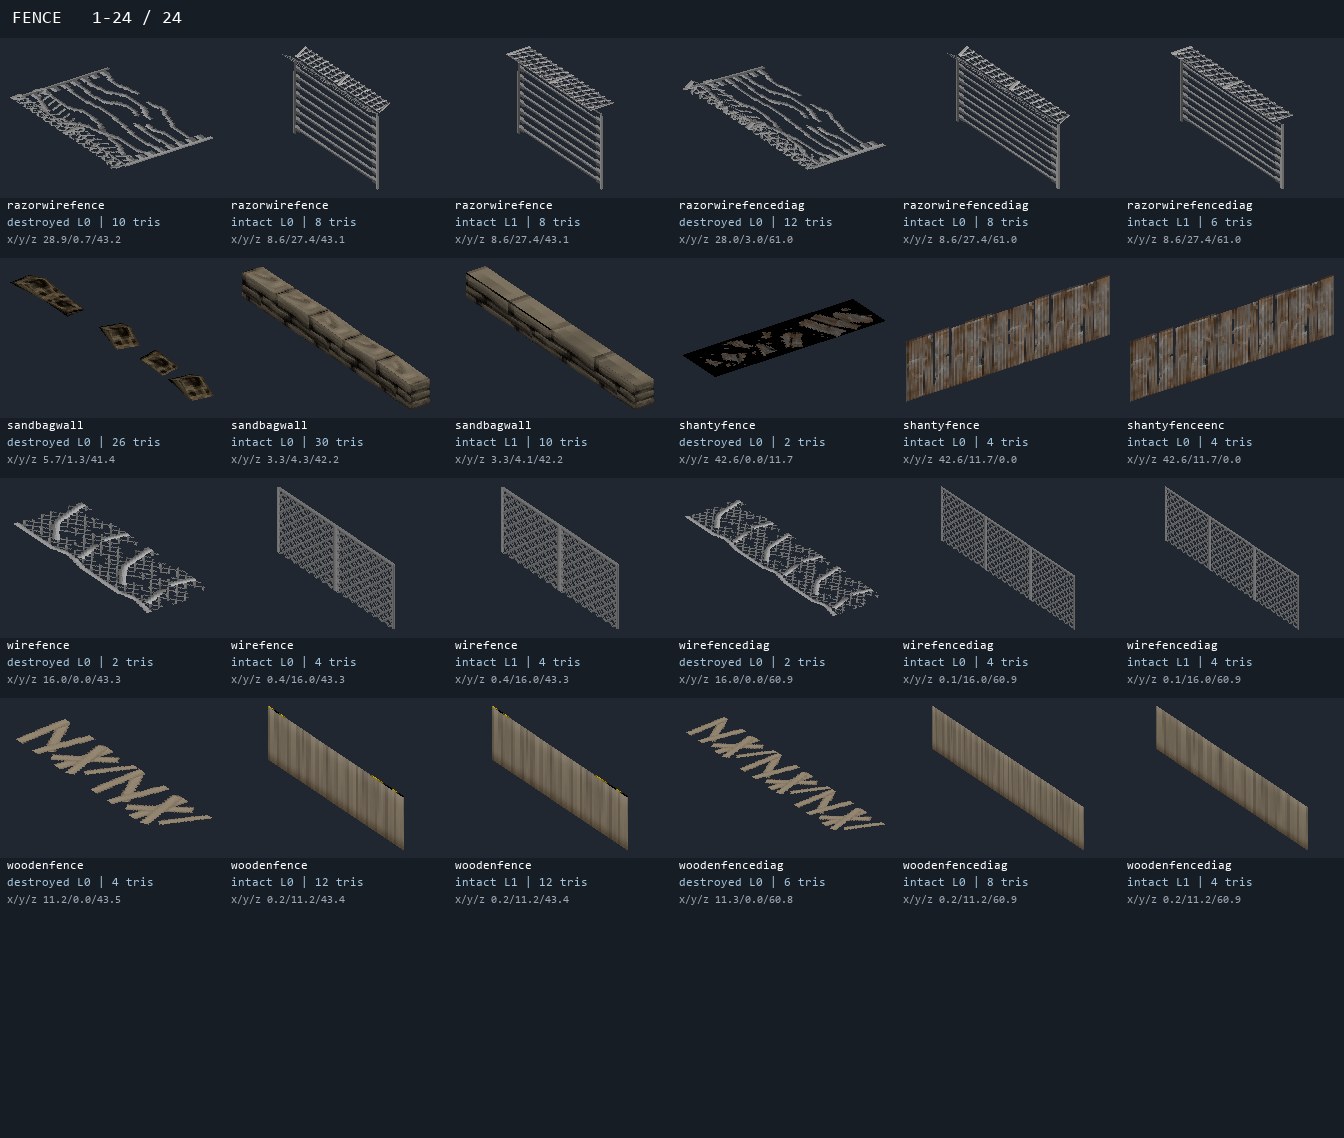 FENCE 1-24 / 24
razorwirefence
destroyed L0 | 10 tris
x/y/z 28.9/0.7/43.2
razorwirefence
intact L0 | 8 tris
x/y/z 8.6/27.4/43.1
razorwirefence
intact L1 | 8 tris
x/y/z 8.6/27.4/43.1
razorwirefencediag
destroyed L0 | 12 tris
x/y/z 28.0/3.0/61.0
razorwirefencediag
intact L0 | 8 tris
x/y/z 8.6/27.4/61.0
razorwirefencediag
intact L1 | 6 tris
x/y/z 8.6/27.4/61.0
sandbagwall
destroyed L0 | 26 tris
x/y/z 5.7/1.3/41.4
sandbagwall
intact L0 | 30 tris
x/y/z 3.3/4.3/42.2
sandbagwall
intact L1 | 10 tris
x/y/z 3.3/4.1/42.2
shantyfence
destroyed L0 | 2 tris
x/y/z 42.6/0.0/11.7
shantyfence
intact L0 | 4 tris
x/y/z 42.6/11.7/0.0
shantyfenceenc
intact L0 | 4 tris
x/y/z 42.6/11.7/0.0
wirefence
destroyed L0 | 2 tris
x/y/z 16.0/0.0/43.3
wirefence
intact L0 | 4 tris
x/y/z 0.4/16.0/43.3
wirefence
intact L1 | 4 tris
x/y/z 0.4/16.0/43.3
wirefencediag
destroyed L0 | 2 tris
x/y/z 16.0/0.0/60.9
wirefencediag
intact L0 | 4 tris
x/y/z 0.1/16.0/60.9
wirefencediag
intact L1 | 4 tris
x/y/z 0.1/16.0/60.9
woodenfence
destroyed L0 | 4 tris
x/y/z 11.2/0.0/43.5
woodenfence
intact L0 | 12 tris
x/y/z 0.2/11.2/43.4
woodenfence
intact L1 | 12 tris
x/y/z 0.2/11.2/43.4
woodenfencediag
destroyed L0 | 6 tris
x/y/z 11.3/0.0/60.8
woodenfencediag
intact L0 | 8 tris
x/y/z 0.2/11.2/60.9
woodenfencediag
intact L1 | 4 tris
x/y/z 0.2/11.2/60.9